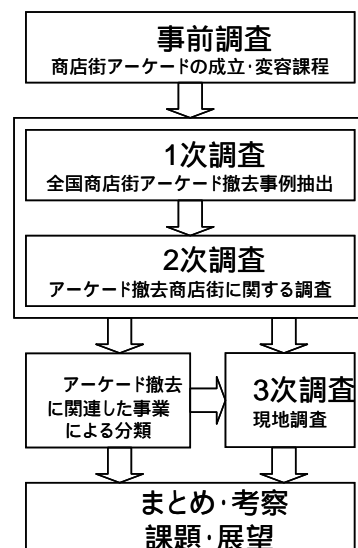 事前調査
商店街アーケードの成立・変容課程
1次調査
全国商店街アーケード撤去事例抽出
2次調査
アーケード撤去商店街に関する調査
アーケード撤去
に関連した事業
による分類
3次調査
現地調査
まとめ・考察
課題・展望